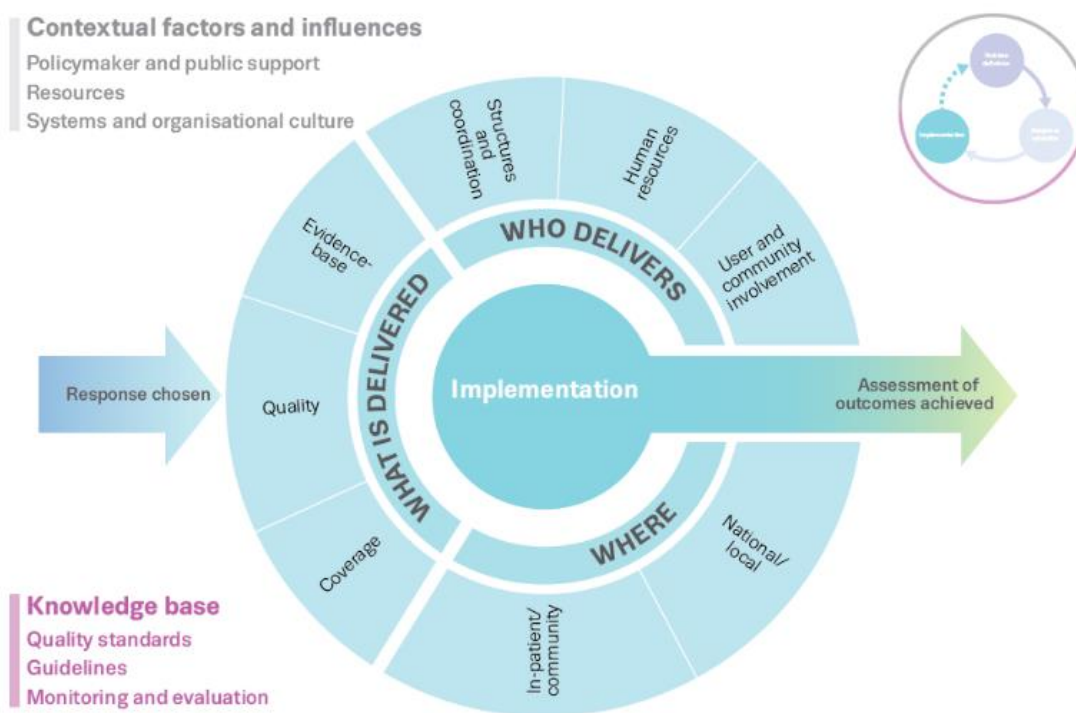 Contextual factors and influences
Policymaker and public support
Resources
Systems and organisational culture
Structures
and
coordination
Human
resources
User and
community
involvement
Evidence-
base
Quality
Coverage
WHO DELIVERS
WHAT IS DELIVERED
WHERE
Response chosen
Implementation
Assessment of
outcomes achieved
In-patient/
community
National/
local
Knowledge base
Quality standards
Guidelines
Monitoring and evaluation
Implementation